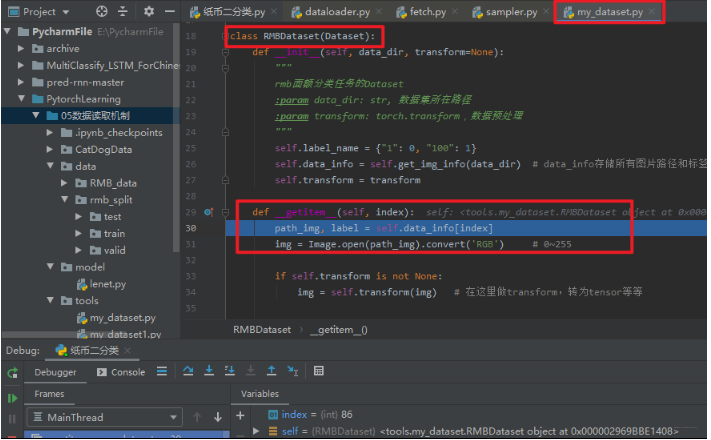 Project
纸币二分类.py
dataloader.py
fetch.py
sampler.py
my_dataset.py
PycharmFile E:\PycharmFile
archive
MultiClassify_LSTM_ForChines
pred-rnn-master
PytorchLearning
05数据读取机制
.ipynb_checkpoints
CatDogData
data
RMB_data
rmb_split
test
train
valid
model
lenet.py
tools
my_dataset.py
my_dataset1.py
18 class RMBDataset(Dataset):
19 def __init__(self, data_dir, transform=None):
20 """
21 rmb面额分类任务的Dataset
22 :param data_dir: str, 数据集所在路径
23 :param transform: torch.transform，数据预处理
24 """
25 self.label_name = {"1": 0, "100": 1}
26 self.data_info = self.get_img_info(data_dir) # data_info存储所有图片路径和标签
27 self.transform = transform
28
29 def __getitem__(self, index): self: <tools.my_dataset.RMBDataset object at 0x000
30 path_img, label = self.data_info[index]
31 img = Image.open(path_img).convert('RGB') # 0~255
32
33 if self.transform is not None:
34 img = self.transform(img) # 在这里做transform，转为tensor等等
35
RMBDataset › __getitem__()
Debug: 纸币二分类
Debugger Console
Frames
Variables
MainThread
index = {int} 86
self = {RMBDataset} <tools.my_dataset.RMBDataset object at 0x000002969BBE1408>